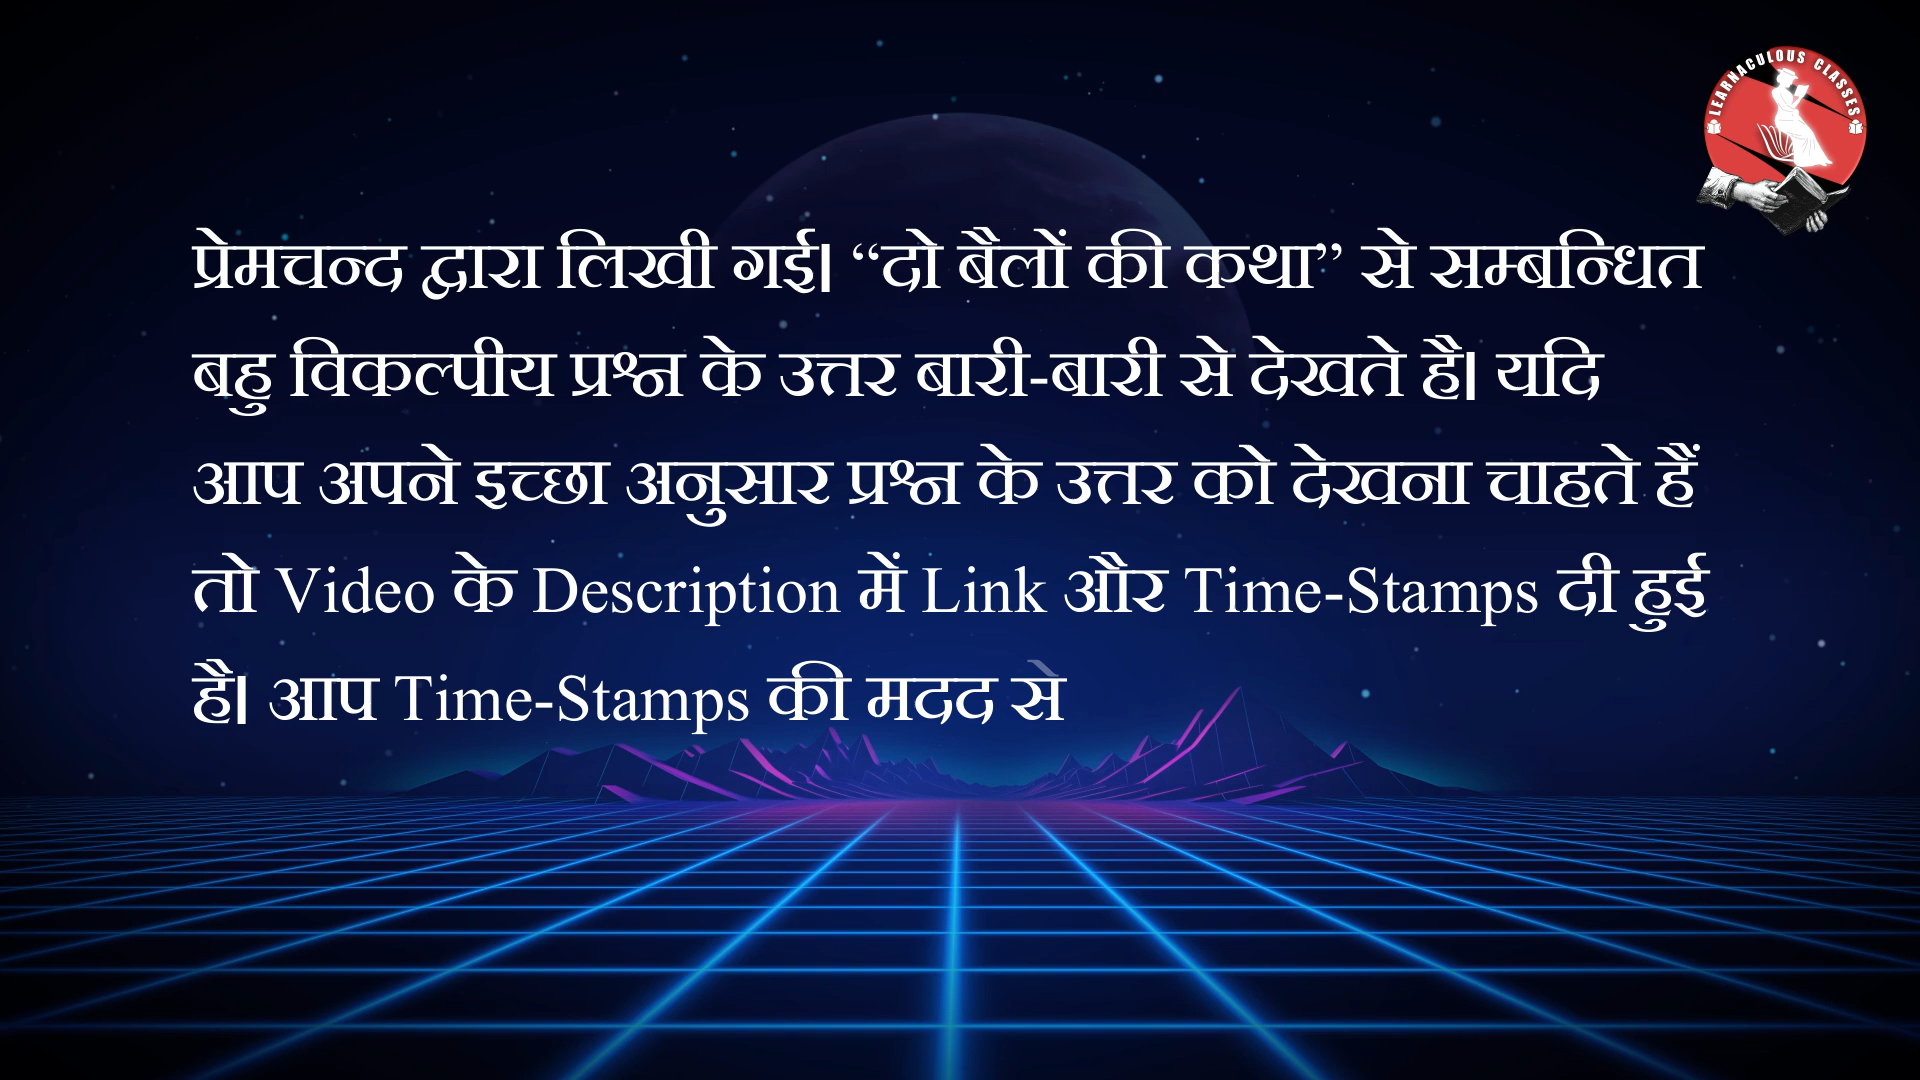 LEARNACULOUS CLASSES
प्रेमचन्द द्वारा लिखी गई। “दो बैलों की कथा” से सम्बन्धित
बहु विकल्पीय प्रश्न के उत्तर बारी-बारी से देखते है। यदि
आप अपने इच्छा अनुसार प्रश्न के उत्तर को देखना चाहते हैं
तो Video के Description में Link और Time-Stamps दी हुई
है। आप Time-Stamps की मदद से